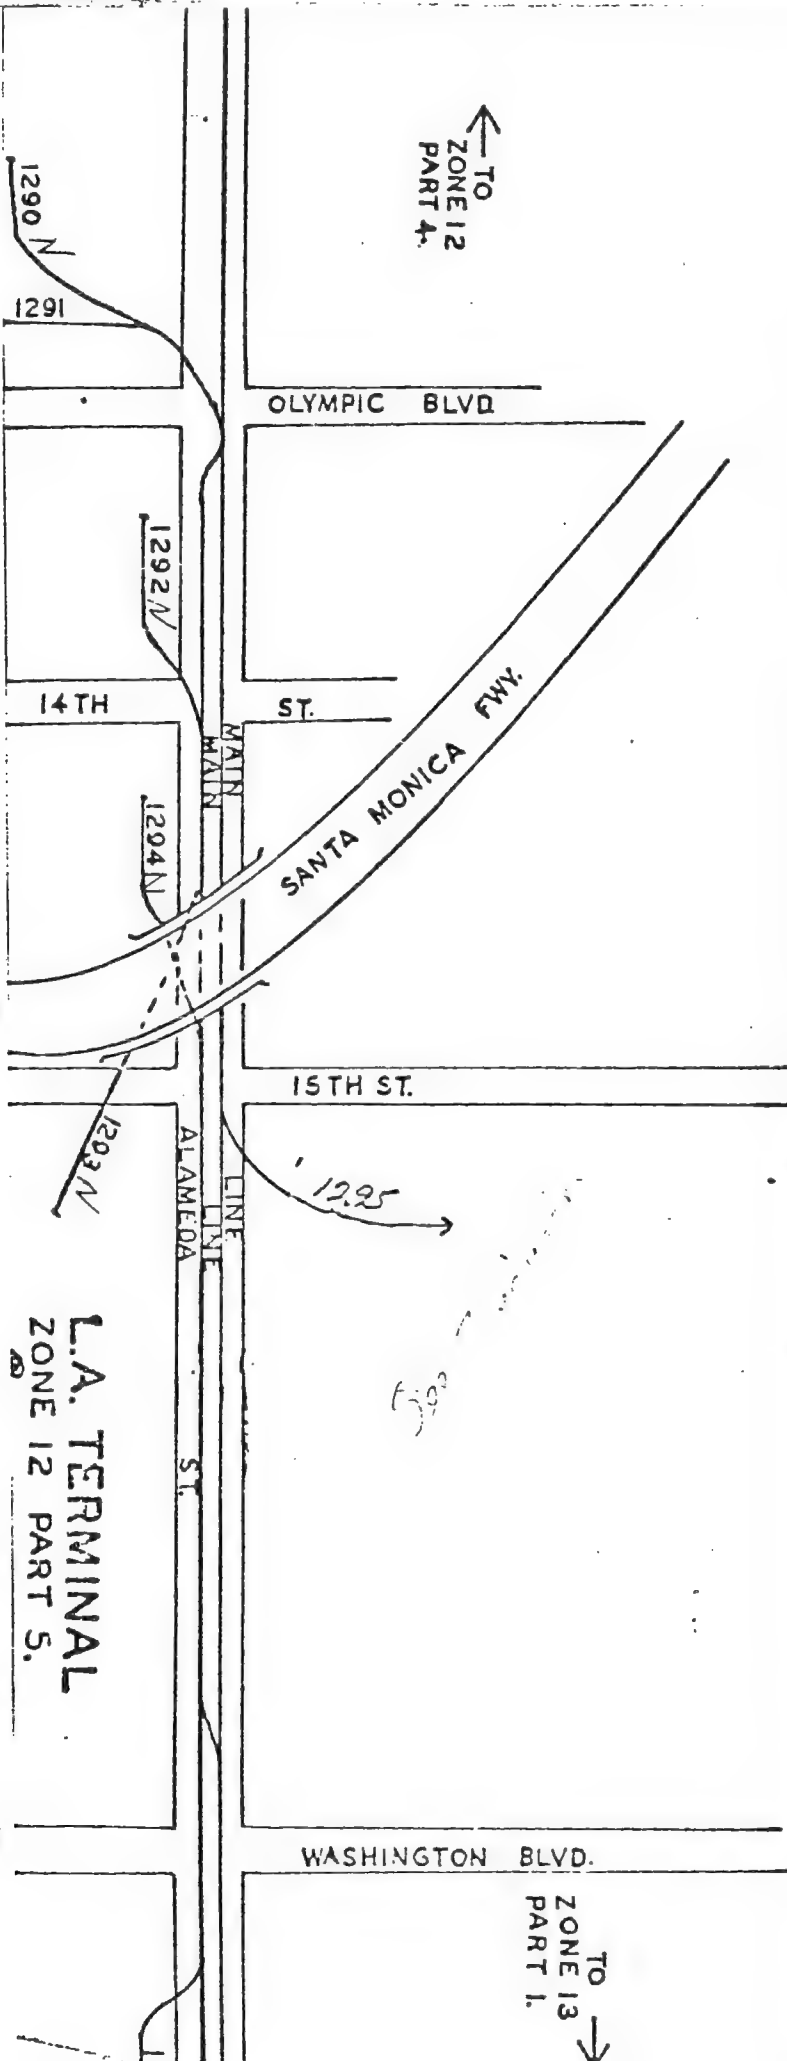 TO
ZONE 12
PART 4.
1290 N
1291
OLYMPIC BLVD.
1292 N
14TH ST.
MAIN
MAIN
SANTA MONICA FWY.
1294 N
15TH ST.
1293 N
1295
ALAMEDA ST.
LINE
LINE
L.A. TERMINAL
ZONE 12 PART 5.
WASHINGTON BLVD.
TO
ZONE 13
PART 1.